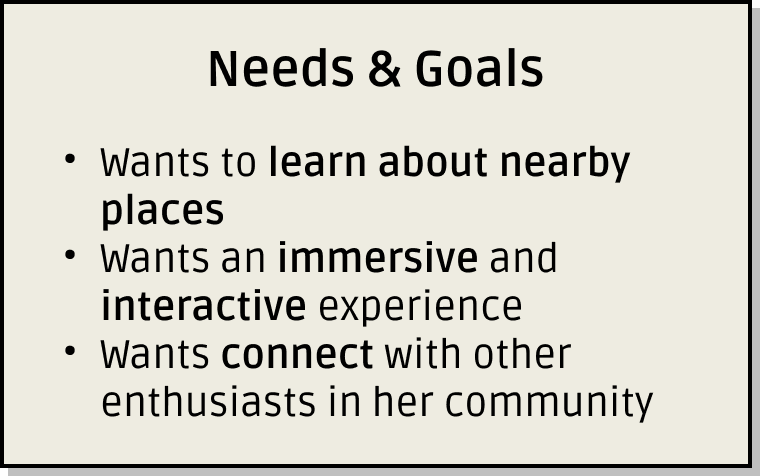 Needs & Goals
• Wants to learn about nearby
places
• Wants an immersive and
interactive experience
• Wants connect with other
enthusiasts in her community